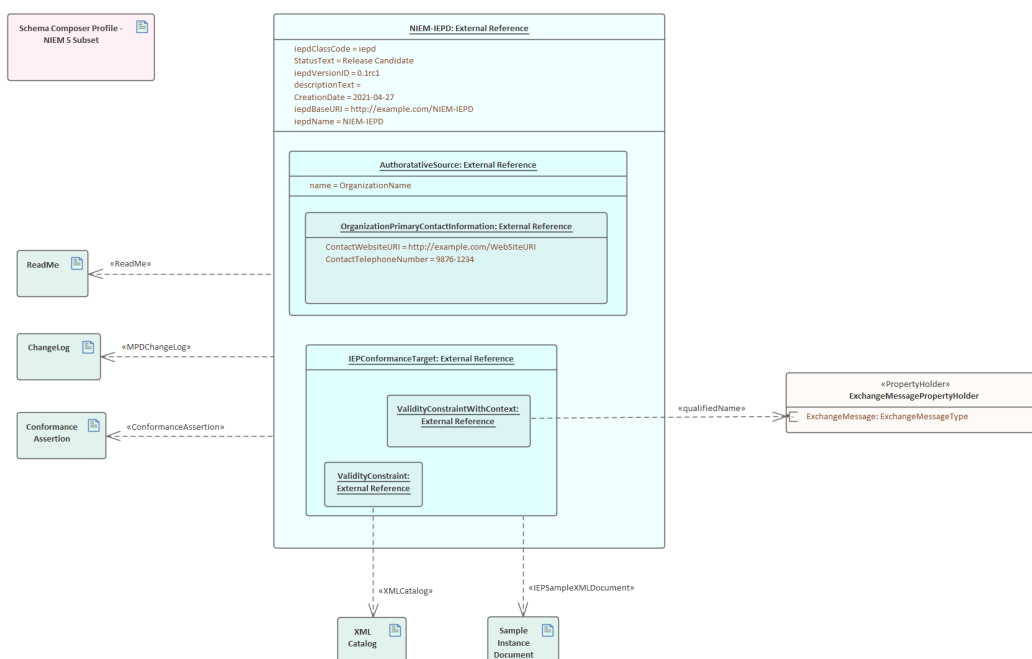 Schema Composer Profile -
NIEM 5 Subset
NIEM-IEPD: External Reference
iepdClassCode = iepd
StatusText = Release Candidate
iepdVersionID = 0.1rc1
descriptionText =
CreationDate = 2021-04-27
iepdBaseURI = http://example.com/NIEM-IEPD
iepdName = NIEM-IEPD
AuthoratativeSource: External Reference
name = OrganizationName
OrganizationPrimaryContactInformation: External Reference
ContactWebsiteURI = http://example.com/WebSiteURI
ContactTelephoneNumber = 9876-1234
ReadMe
«ReadMe»
ChangeLog
«MPDChangeLog»
Conformance
Assertion
«ConformanceAssertion»
IEPConformanceTarget: External Reference
ValidityConstraintWithContext:
External Reference
ValidityConstraint:
External Reference
«qualifiedName»
«PropertyHolder»
ExchangeMessagePropertyHolder
ExchangeMessage: ExchangeMessageType
«XMLCatalog»
«IEPSampleXMLDocument»
XML
Catalog
Sample
Instance
Document